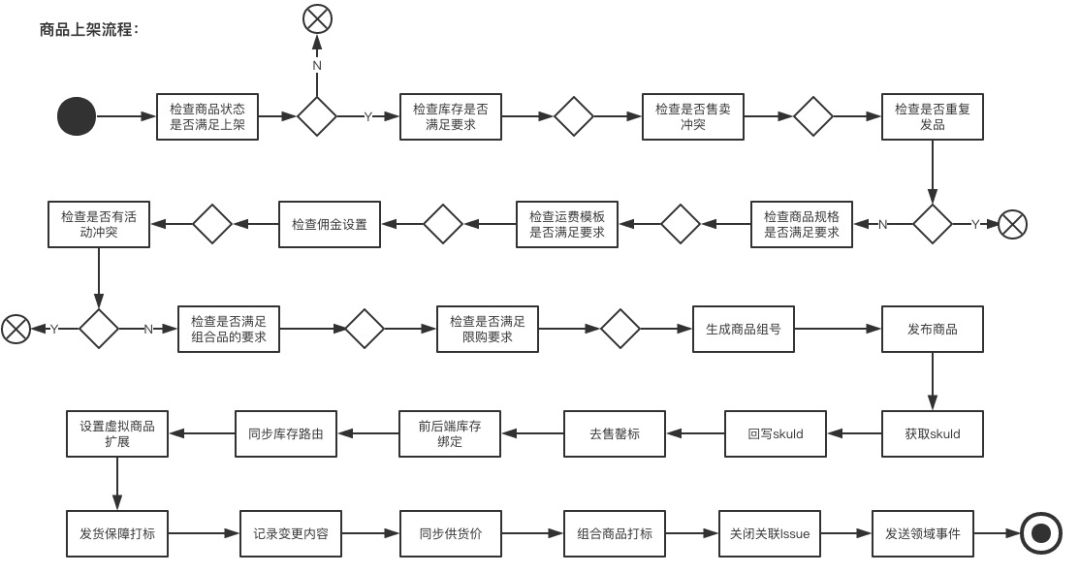 商品上架流程：
N
检查商品状态
是否满足上架
Y
检查库存是否
满足要求
检查是否售卖
冲突
检查是否重复
发品
检查是否有活
动冲突
检查佣金设置
检查运费模板
是否满足要求
检查商品规格
是否满足要求
N
Y
Y
N
检查是否满足
组合品的要求
检查是否满足
限购要求
生成商品组号
发布商品
设置虚拟商品
扩展
同步库存路由
前后端库存
绑定
去售罄标
回写skuId
获取skuId
发货保障打标
记录变更内容
同步供货价
组合商品打标
关闭关联Issue
发送领域事件